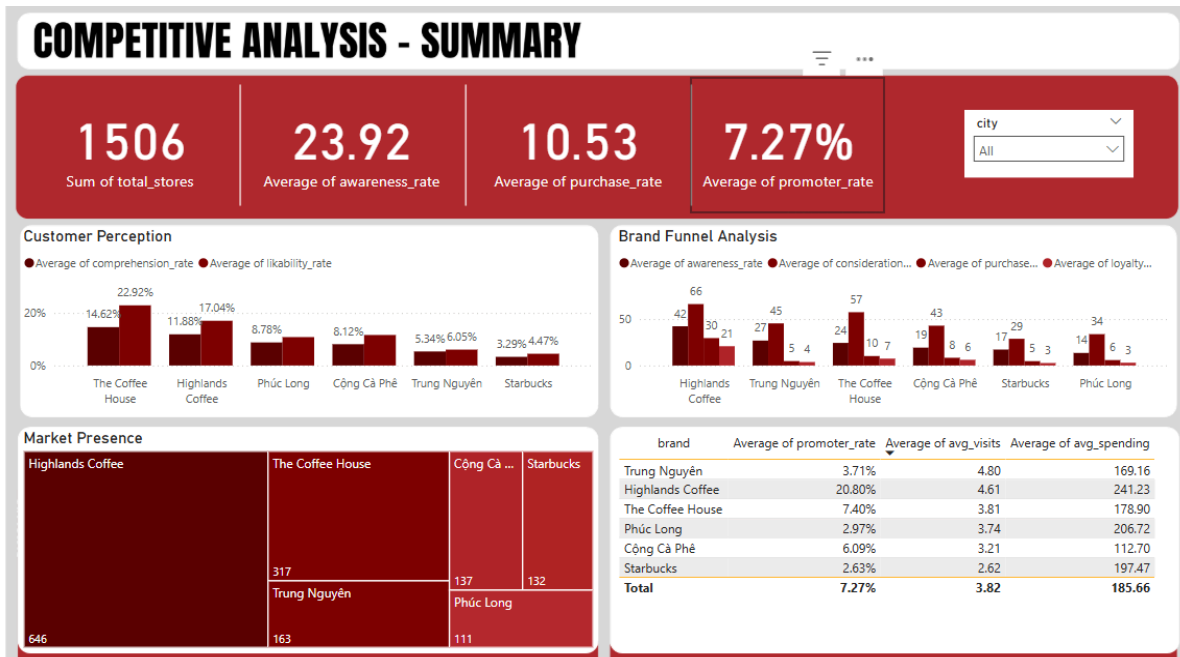 COMPETITIVE ANALYSIS - SUMMARY
1506
Sum of total_stores
23.92
Average of awareness_rate
10.53
Average of purchase_rate
7.27%
Average of promoter_rate
city
All
Customer Perception
Average of comprehension_rate Average of likability_rate
20%
0%
14.62% 22.92%
11.88% 17.04%
8.78%
8.12%
5.34% 6.05%
3.29% 4.47%
The Coffee House
Highlands Coffee
Phúc Long
Cộng Cà Phê
Trung Nguyên
Starbucks
Brand Funnel Analysis
Average of awareness_rate Average of consideration... Average of purchase... Average of loyalty...
50
0
42 66 30 21
27 45 5 4
24 57 10 7
19 43 8 6
17 29 5 3
14 34 6 3
Highlands Coffee
Trung Nguyên
The Coffee House
Cộng Cà Phê
Starbucks
Phúc Long
Market Presence
Highlands Coffee
646
The Coffee House
317
Trung Nguyên
163
Cộng Cà ...
137
Starbucks
132
Phúc Long
111
brand Average of promoter_rate Average of avg_visits Average of avg_spending
Trung Nguyên 3.71% 4.80 169.16
Highlands Coffee 20.80% 4.61 241.23
The Coffee House 7.40% 3.81 178.90
Phúc Long 2.97% 3.74 206.72
Cộng Cà Phê 6.09% 3.21 112.70
Starbucks 2.63% 2.62 197.47
Total 7.27% 3.82 185.66